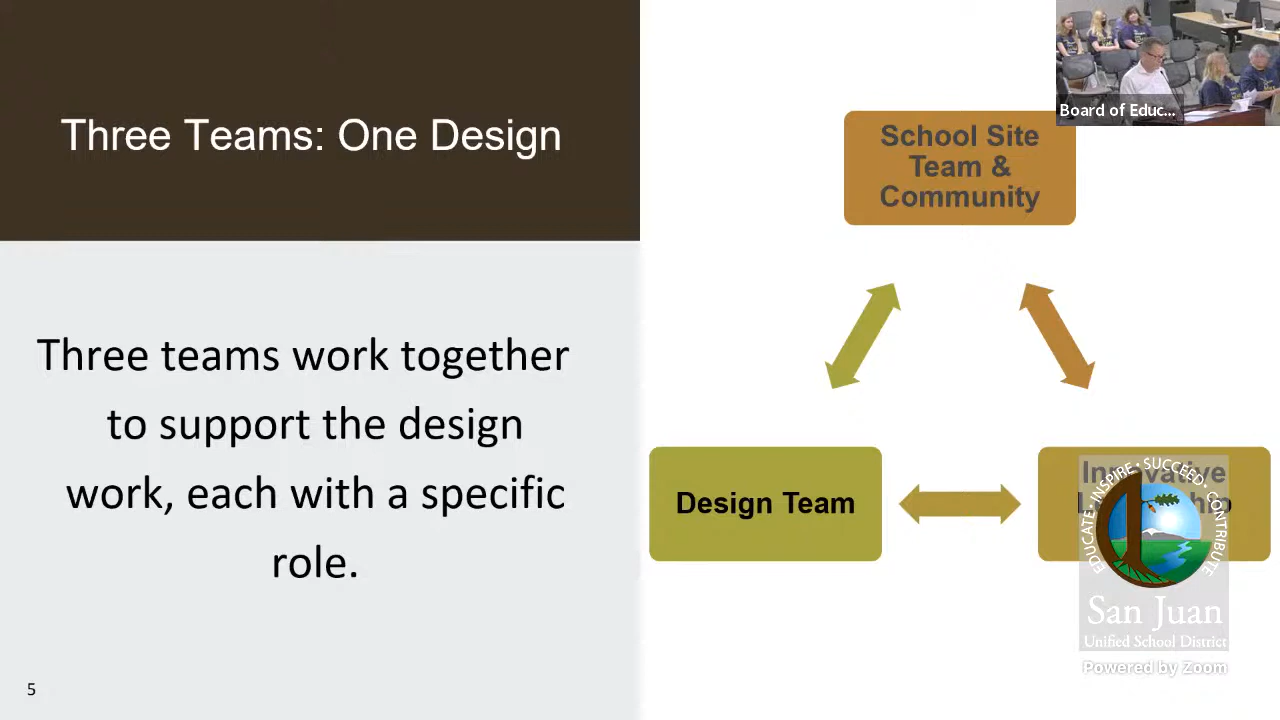 Three Teams: One Design
Three teams work together
to support the design
work, each with a specific
role.
5
Board of Educ...
School Site
Team &
Community
Design Team
EDUCATE • INSPIRE • SUCCEED • CONTRIBUTE
San Juan
Unified School District
Powered by Zoom